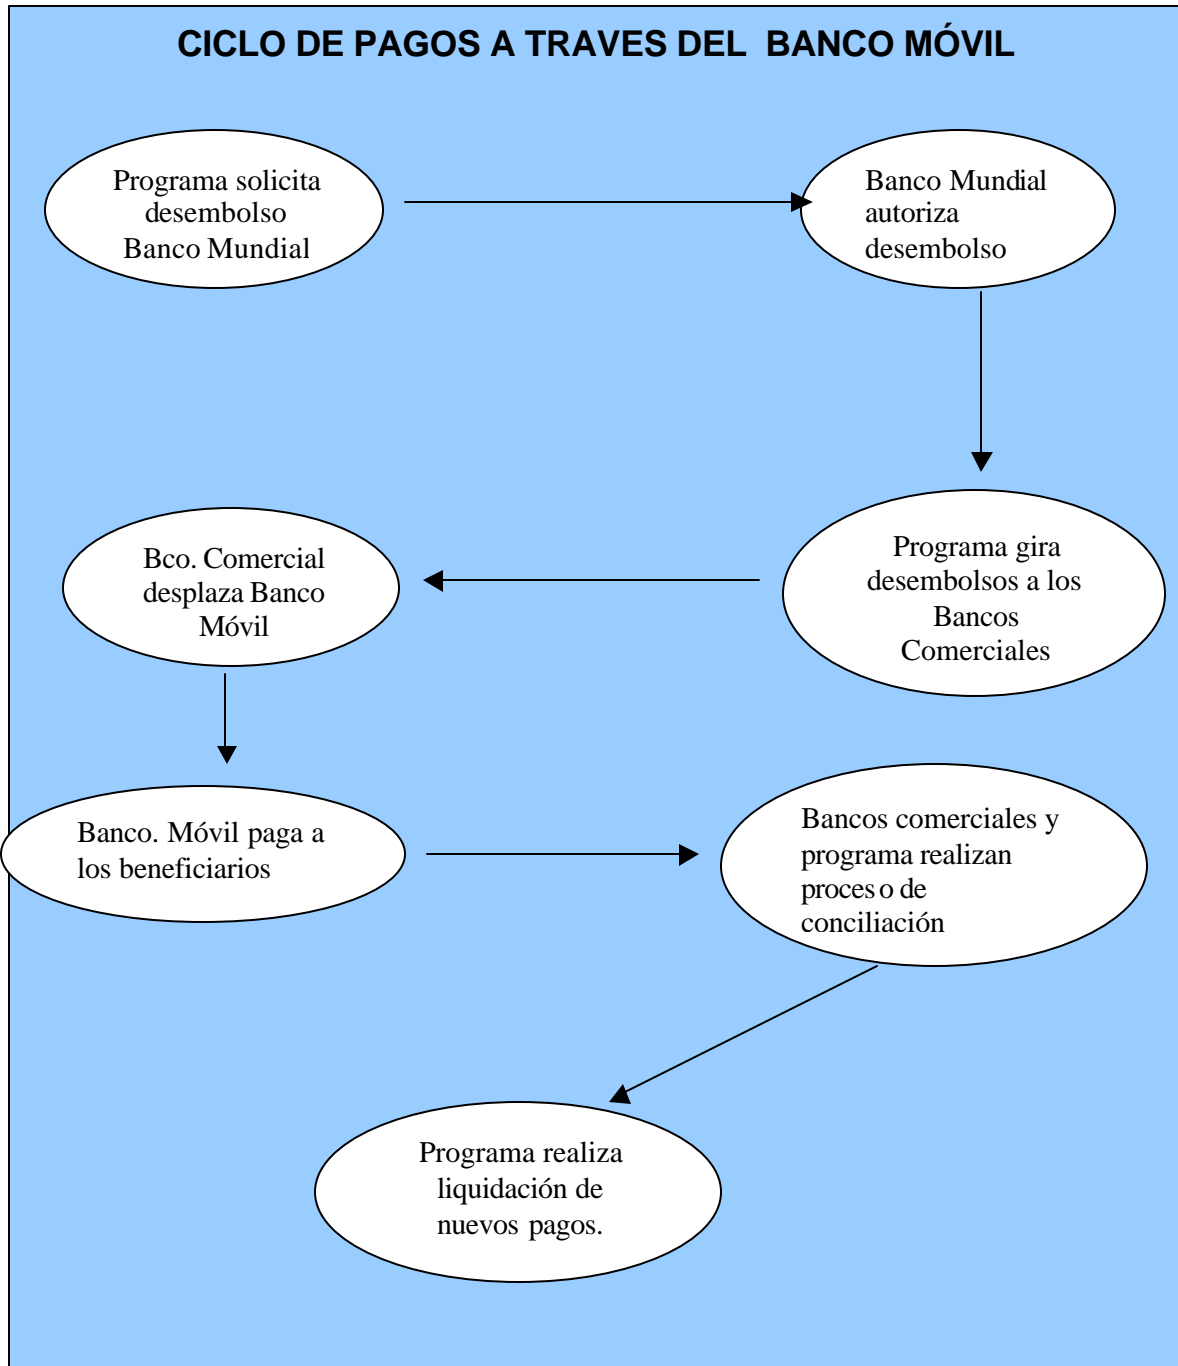 CICLO DE PAGOS A TRAVES DEL BANCO MÓVIL
Programa solicita
desembolso
Banco Mundial
Banco Mundial
autoriza
desembolso
Programa gira
desembolsos a los
Bancos
Comerciales
Bco. Comercial
desplaza Banco
Móvil
Banco. Móvil paga a
los beneficiarios
Bancos comerciales y
programa realizan
proceso de
conciliación
Programa realiza
liquidación de
nuevos pagos.